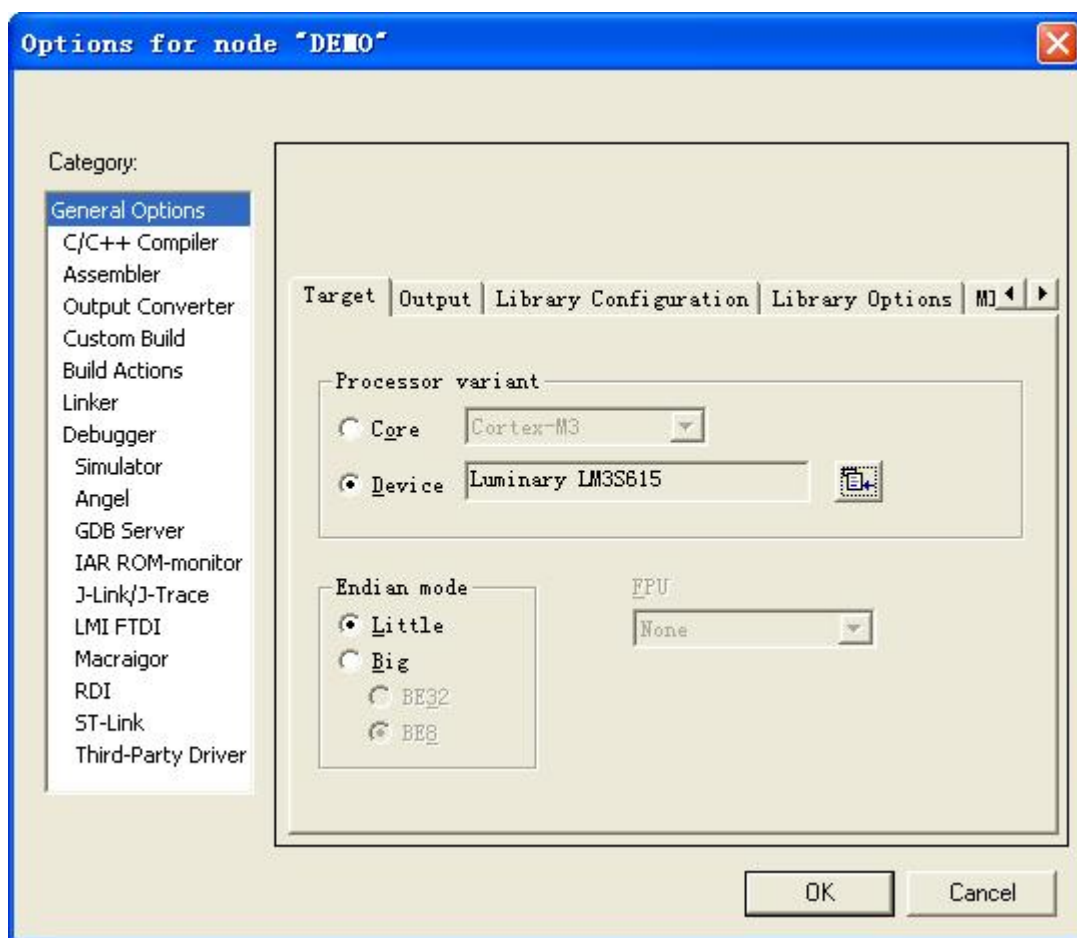 Options for node "DEMO"
Category:
General Options
C/C++ Compiler
Assembler
Output Converter
Custom Build
Build Actions
Linker
Debugger
Simulator
Angel
GDB Server
IAR ROM-monitor
J-Link/J-Trace
LMI FTDI
Macraigor
RDI
ST-Link
Third-Party Driver
Target Output Library Configuration Library Options
Processor variant
Core Cortex-M3
Device Luminary LM3S615
Endian mode
Little
Big
BE32
BE8
FPU
None
OK Cancel